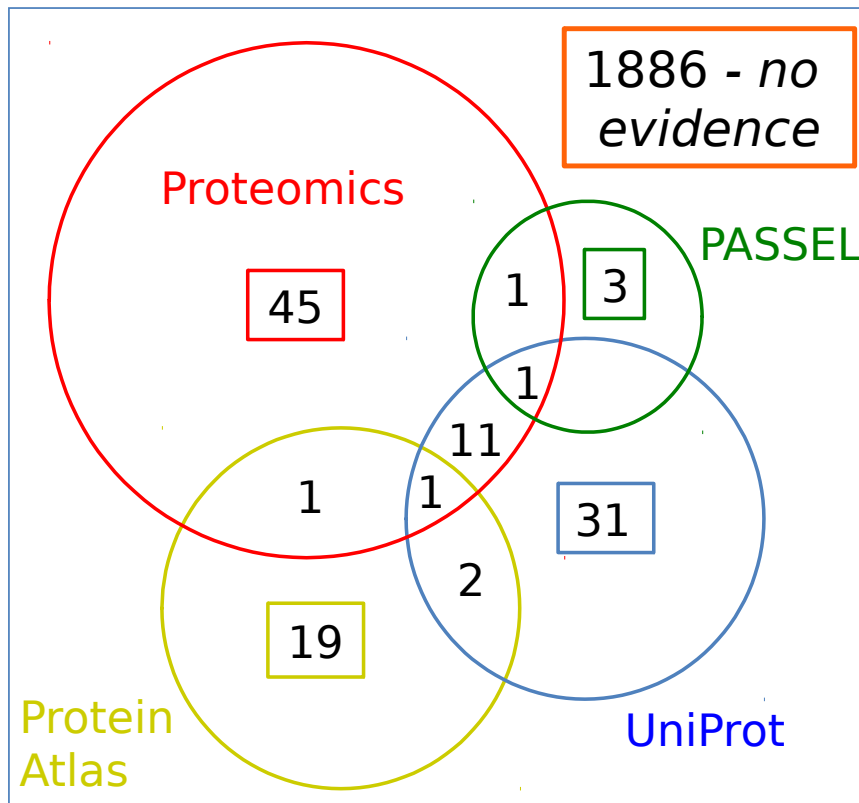 1886 - no
evidence
Proteomics
PASSEL
45
1
3
1
11
1
1
31
2
19
Protein
Atlas
UniProt